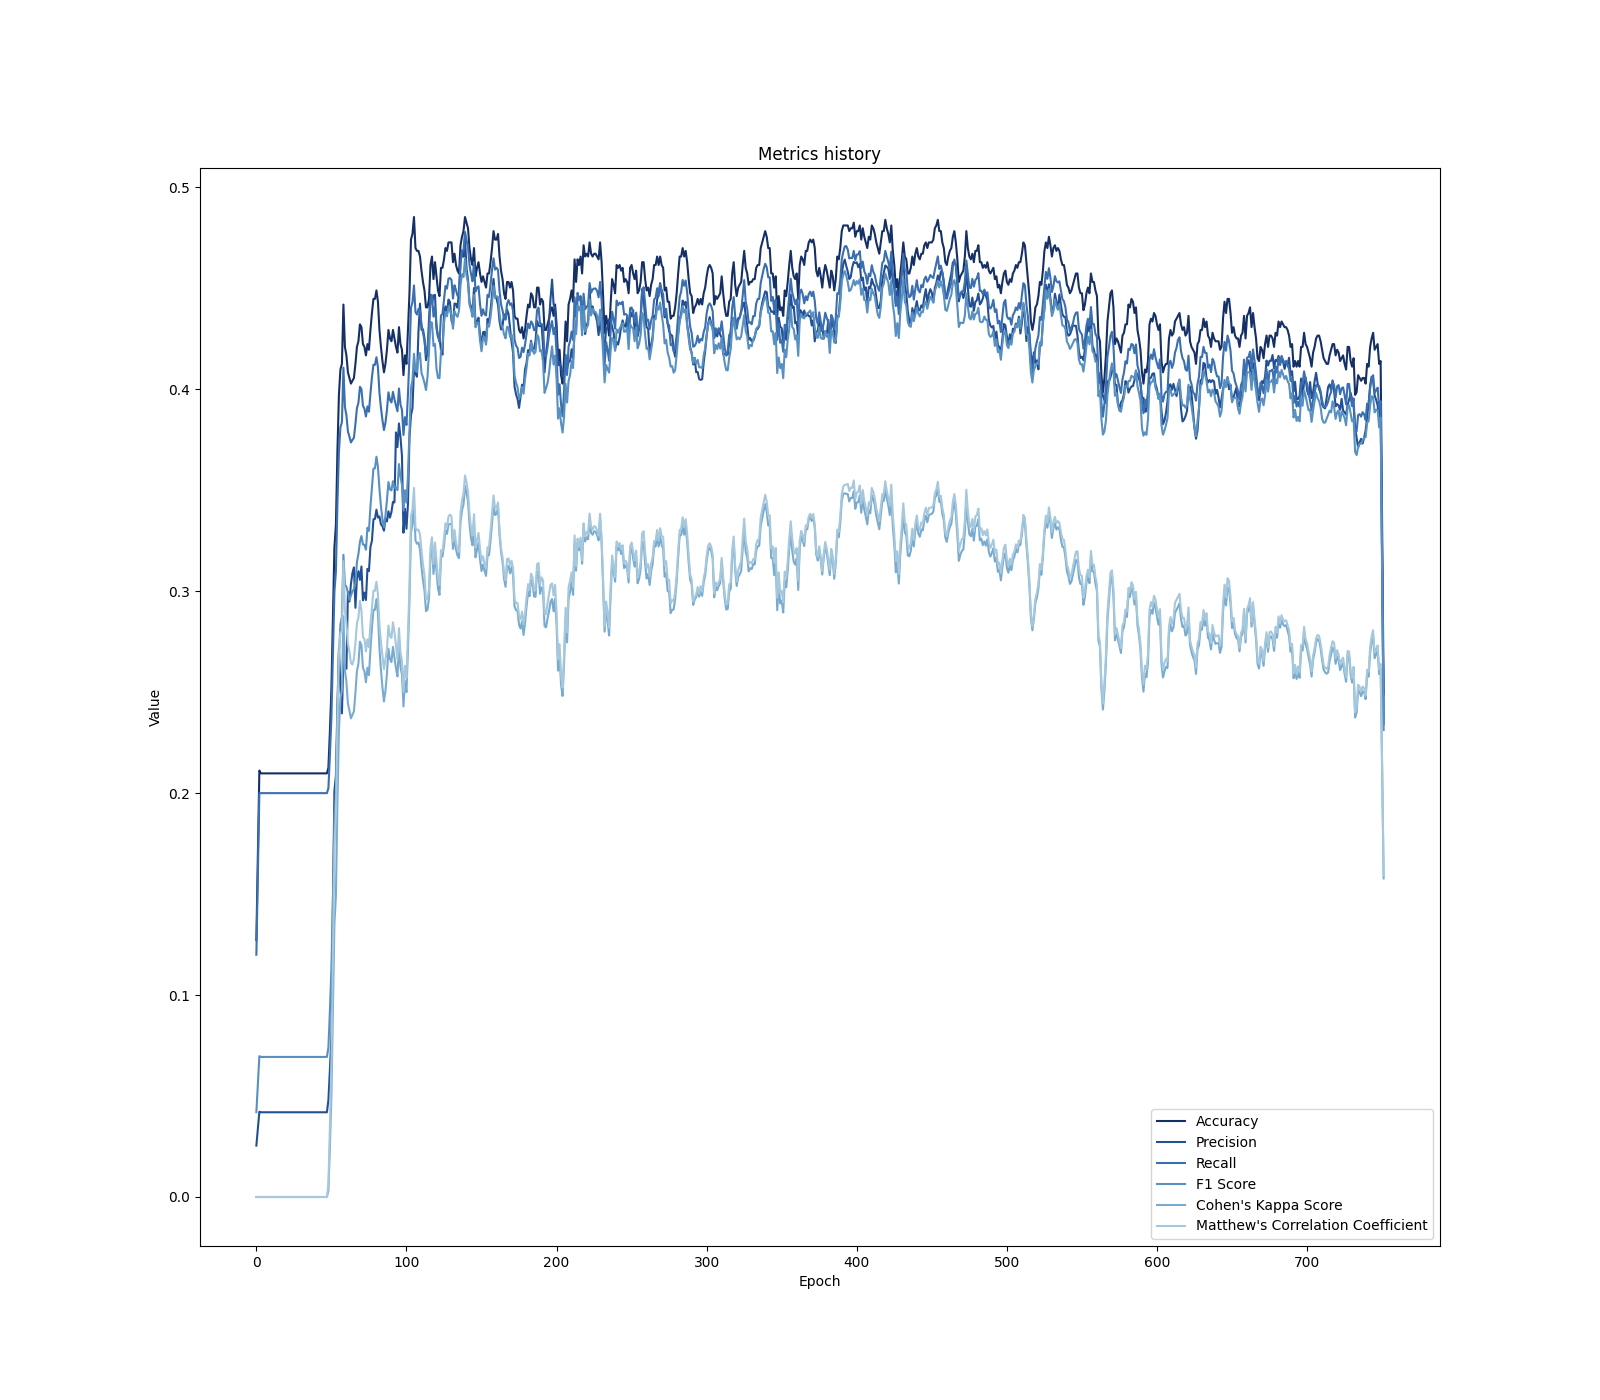 Metrics history
0.5
0.4
0.3
0.2
0.1
0.0
Value
0 100 200 300 400 500 600 700
Epoch
Accuracy
Precision
Recall
F1 Score
Cohen's Kappa Score
Matthew's Correlation Coefficient